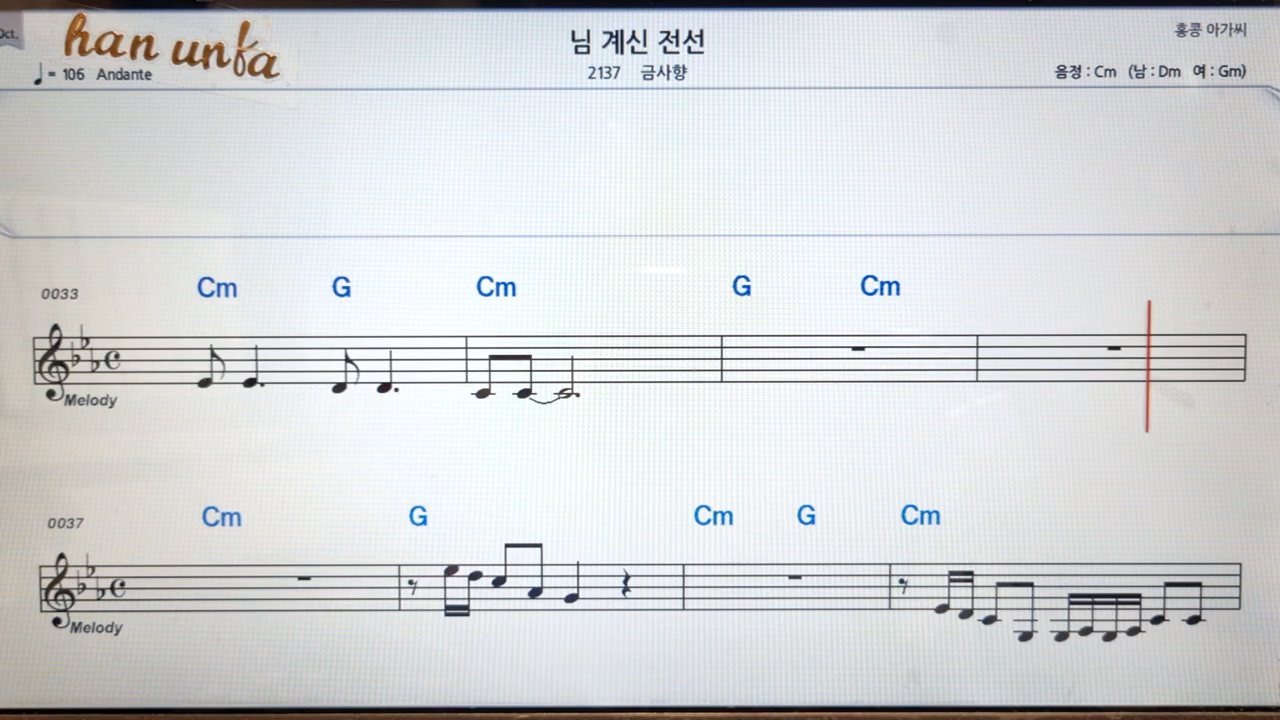 Oct.
han unfa
님 계신 전선
홍콩 아가씨
♩= 106 Andante
2137 금사향
음정 : Cm (남 : Dm 여 : Gm)
0033 Cm G Cm G Cm
Melody
0037 Cm G Cm G Cm
Melody